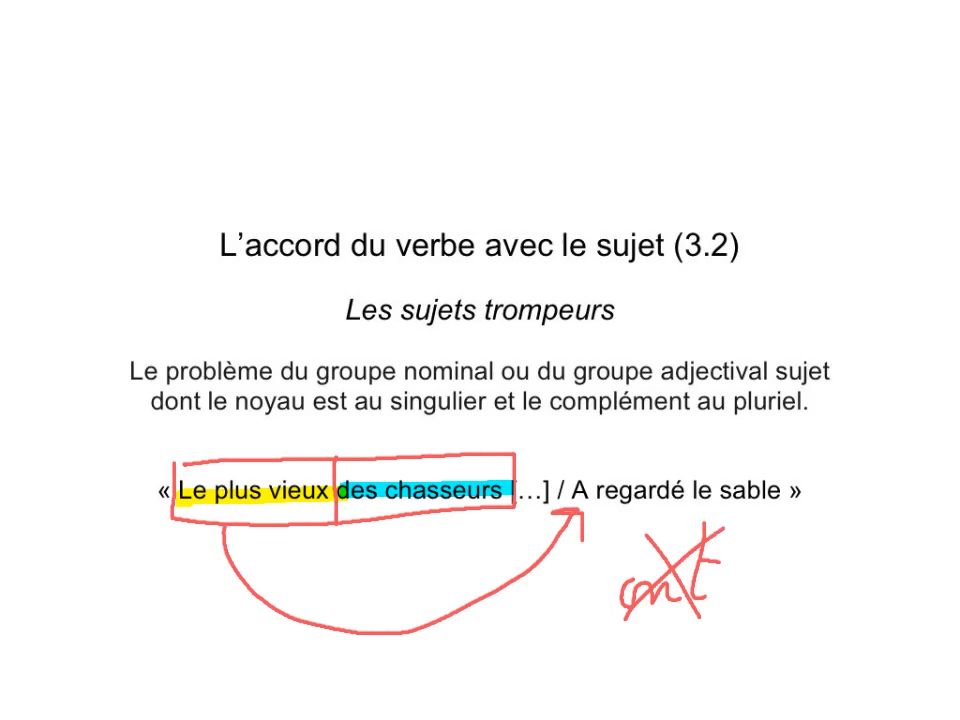 L’accord du verbe avec le sujet (3.2)
Les sujets trompeurs
Le problème du groupe nominal ou du groupe adjectival sujet
dont le noyau est au singulier et le complément au pluriel.
« Le plus vieux des chasseurs […] / A regardé le sable »
ont